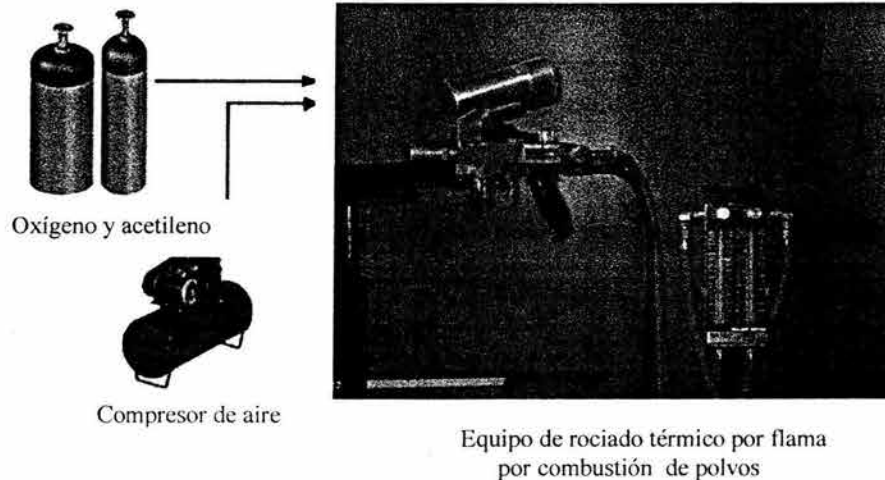 Oxígeno y acetileno
Compresor de aire
Equipo de rociado térmico por flama
por combustión de polvos